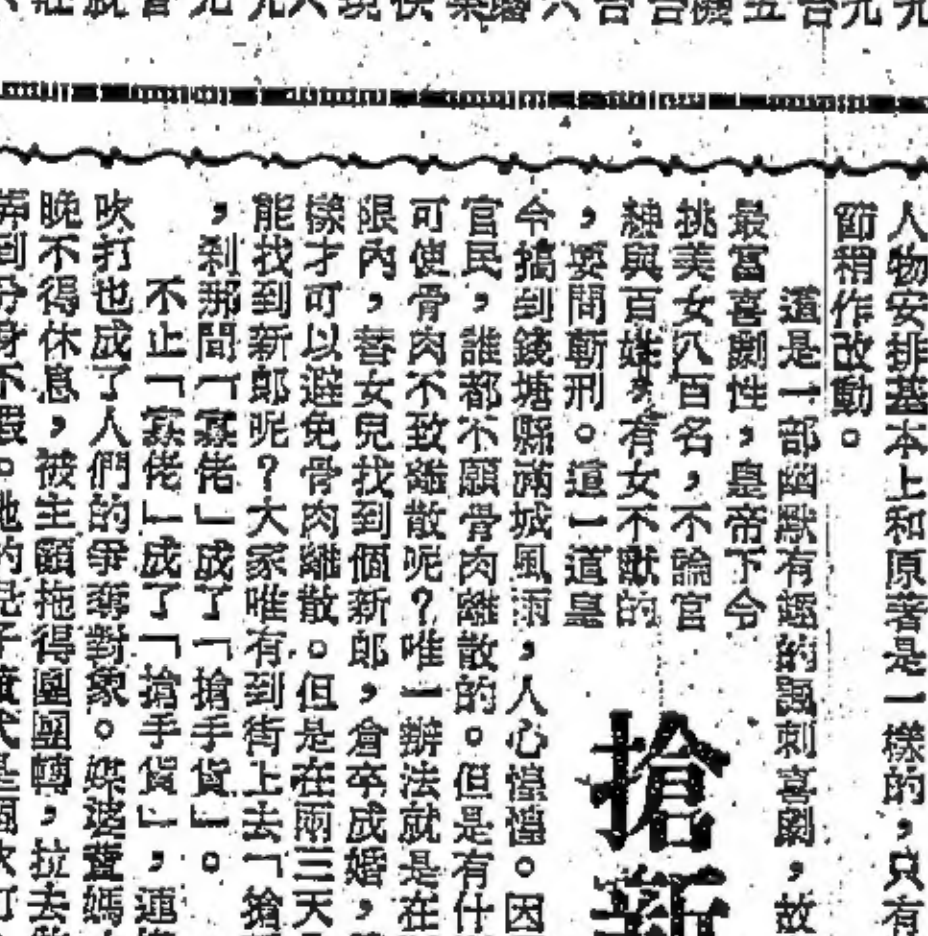 人物安排基本上和原著是一樣的，只有
節稍作改動。
這是一部幽默有趣的諷刺喜劇，故
最富喜劇性，皇帝下令
挑美女八百名，不論官
紳與百姓，有女不獻的
，要問斬刑。這一道皇
搶新
令搞到錢塘縣滿城風雨，人心惶惶。因
官民，誰都不願骨肉離散的。但是有什
可使骨肉不致離散呢？唯一辦法就是在
限內，替女兒找到個新郎，倉卒成婚，
樣才可以避免骨肉離散。但是在兩三天
能找到新郎呢？大家唯有到街上去「搶
，刹那間「寡佬」成了「搶手貨」。
不止「寡佬」成了「搶手貨」，連
吹打也成了人們的爭奪對象。媒婆
晚不得休息，被主顧拖得團團轉，拉去
弄到分身不暇。她的兒子